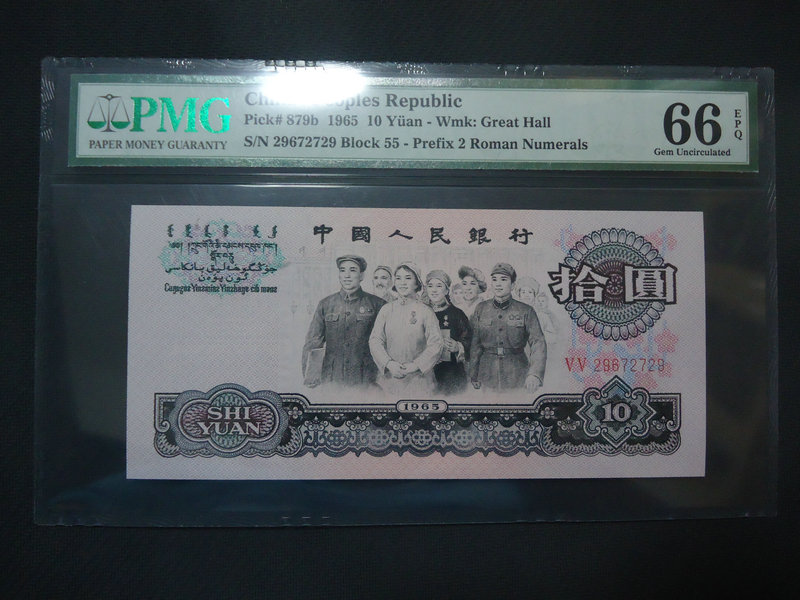 PMG
PAPER MONEY GUARANTY
Republic
Pick# 879b 1965 10 Yüan - Wmk: Great Hall
S/N 29672729 Block 55 - Prefix 2 Roman Numerals
66
EPQ
Gem Uncirculated
中國人民銀行
拾圓
VV 29672729
1965
SHI
YUAN
10